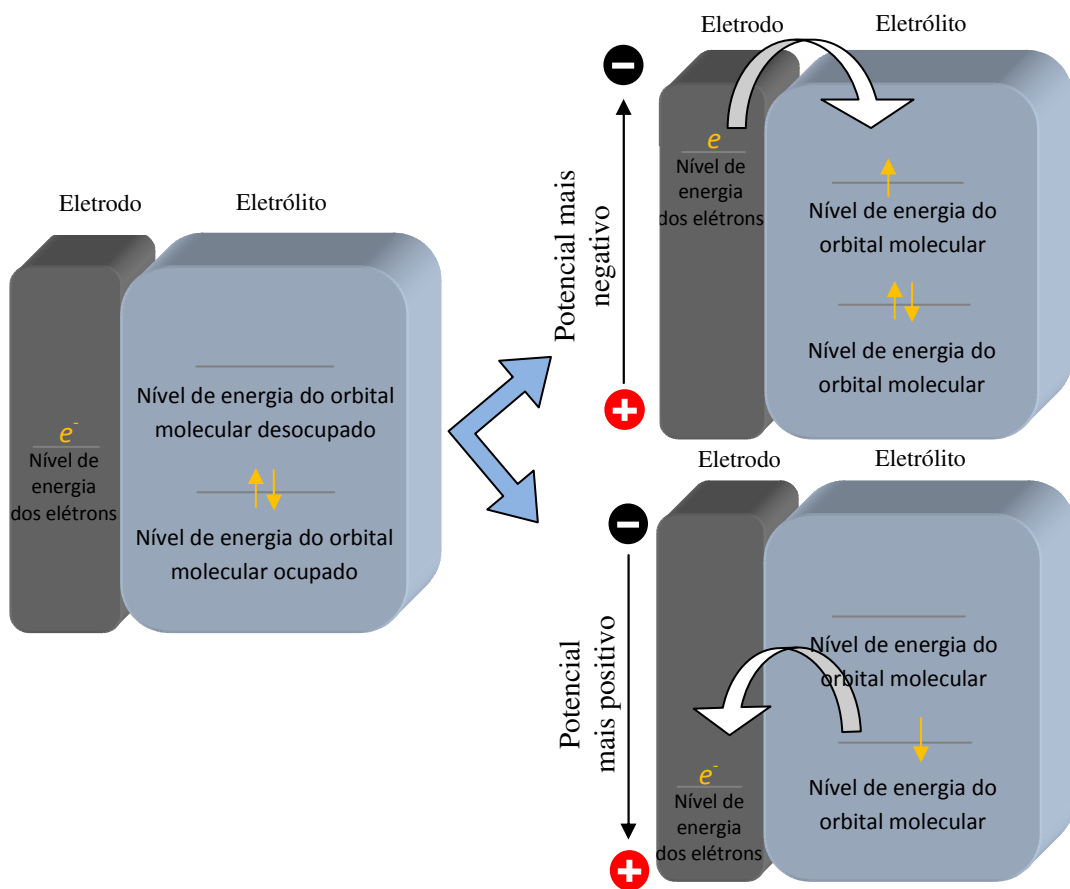 Eletrodo
Eletrólito
e-
Nível de
energia
dos elétrons
Nível de energia do orbital
molecular desocupado
Nível de energia do orbital
molecular ocupado
Potencial mais
negativo
Eletrodo
Eletrólito
e
Nível de
energia
dos elétrons
Nível de energia do
orbital molecular
Nível de energia do
orbital molecular
Potencial
mais positivo
Eletrodo
Eletrólito
e-
Nível de
energia
dos elétrons
Nível de energia do
orbital molecular
Nível de energia do
orbital molecular